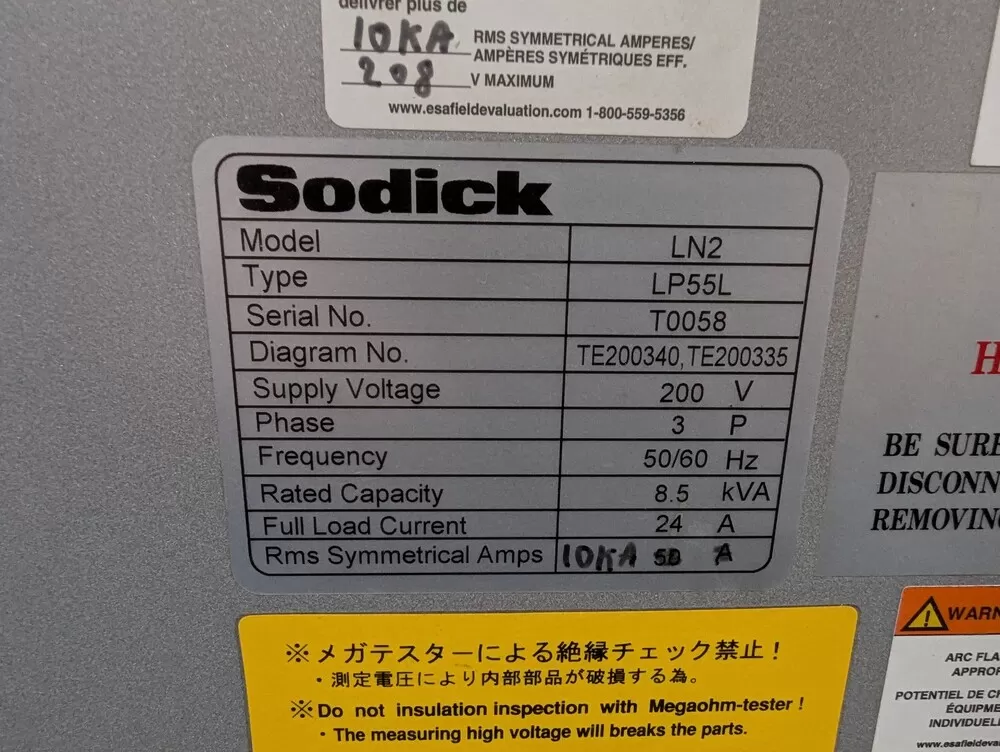 délivrer plus de
10KA RMS SYMMETRICAL AMPERES/
AMPÈRES SYMÉTRIQUES EFF.
208 V MAXIMUM
www.esafieldevaluation.com 1-800-559-5356
Sodick
Model LN2
Type LP55L
Serial No. T0058
Diagram No. TE200340,TE200335
Supply Voltage 200 V
Phase 3 P
Frequency 50/60 Hz
Rated Capacity 8.5 kVA
Full Load Current 24 A
Rms Symmetrical Amps 10KA A
※メガテスターによる絶縁チェック禁止!
・測定電圧により内部部品が破損する為。
※Do not insulation inspection with Megaohm-tester!
・The measuring high voltage will breaks the parts.
H
BE SURE
DISCONN
REMOVING
WARN
ARC FLA
APPROP
POTENTIEL DE C
ÉQUIPME
INDIVIDUEL
www.esafieldeva